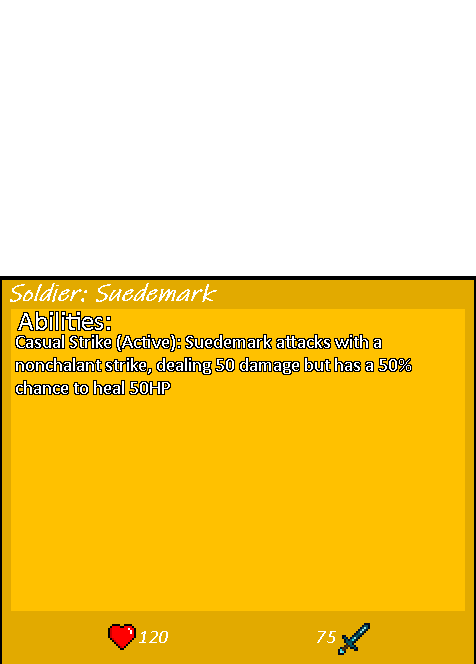 Soldier: Suedemark
Abilities:
Casual Strike (Active): Suedemark attacks with a
nonchalant strike, dealing 50 damage but has a 50%
chance to heal 50HP
120
75